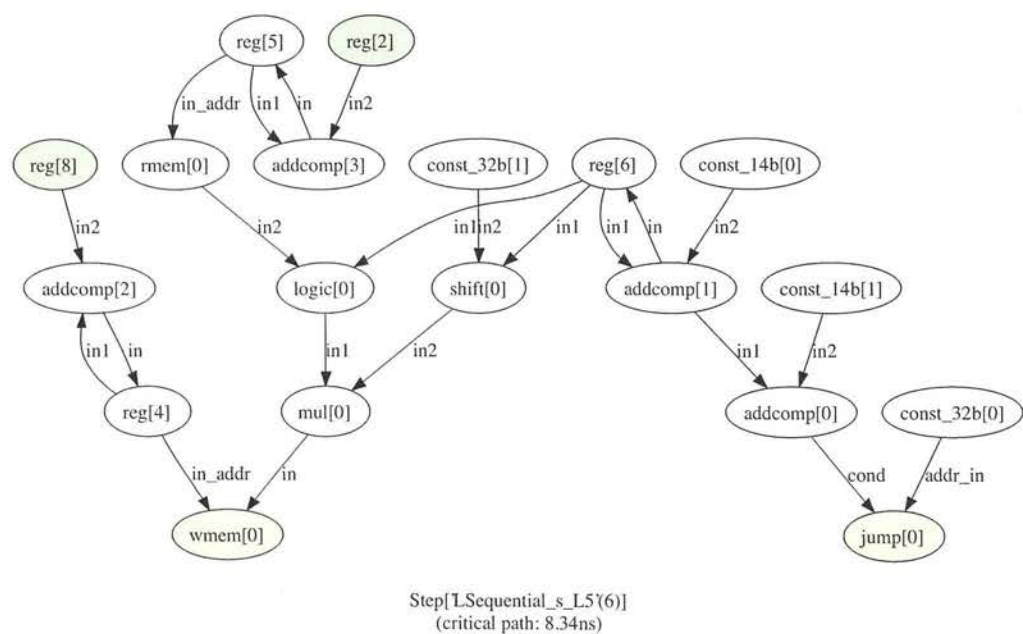 reg[5]
reg[2]
in_addr
in1
in
in2
reg[8]
rmem[0]
addcomp[3]
const_32b[1]
reg[6]
const_14b[0]
in2
in2
in1
in2
in1
in1
in
in2
addcomp[2]
logic[0]
shift[0]
addcomp[1]
const_14b[1]
in1
in
in1
in2
in1
in2
reg[4]
mul[0]
addcomp[0]
const_32b[0]
in_addr
in
cond
addr_in
wmem[0]
jump[0]
Step['LSequential_s_L5'(6)]
(critical path: 8.34ns)